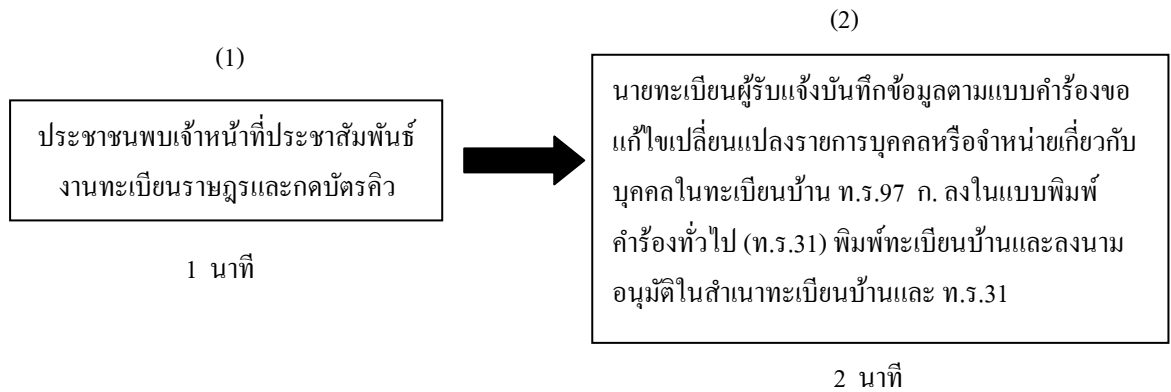 (1)
ประชาชนพบเจ้าหน้าที่ประชาสัมพันธ์
งานทะเบียนราษฎรและกดบัตรคิว
1 นาที
(2)
นายทะเบียนผู้รับแจ้งบันทึกข้อมูลตามแบบคำร้องขอ
แก้ไขเปลี่ยนแปลงรายการบุคคลหรือจำหน่ายเกี่ยวกับ
บุคคลในทะเบียนบ้าน ท.ร.97 ก. ลงในแบบพิมพ์
คำร้องทั่วไป (ท.ร.31) พิมพ์ทะเบียนบ้านและลงนาม
อนุมัติในสำเนาทะเบียนบ้านและ ท.ร.31
2 นาที